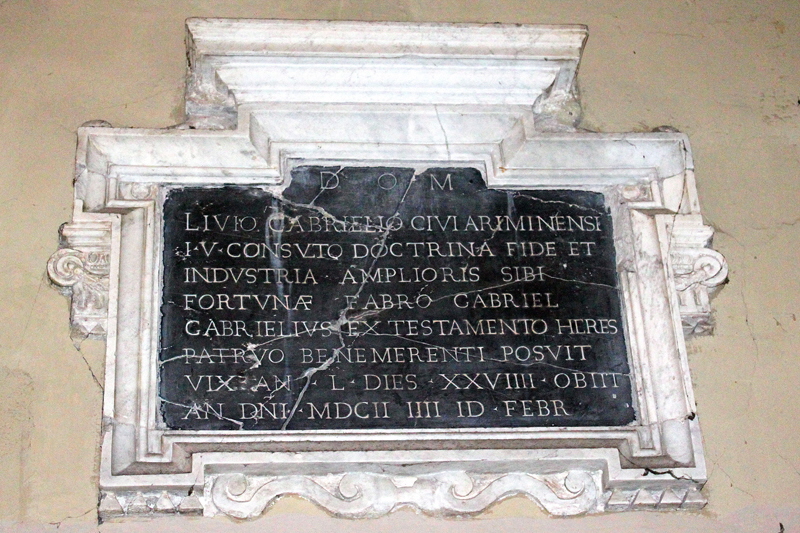 D O M
LIVIO GABRIELIO CIVI ARIMINENSI
I·V·CONSVLTO DOCTRINA FIDE ET
INDVSTRIA · AMPLIORIS SIBI
FORTVNÆ FABRO GABRIEL
GABRIELIVS EX TESTAMENTO HERES
PATRVO BENEMERENTI POSVIT
VIX· AN · L · DIES · XXVIIII · OBIIT
AN DNI · MDCII IIII ID · FEBR